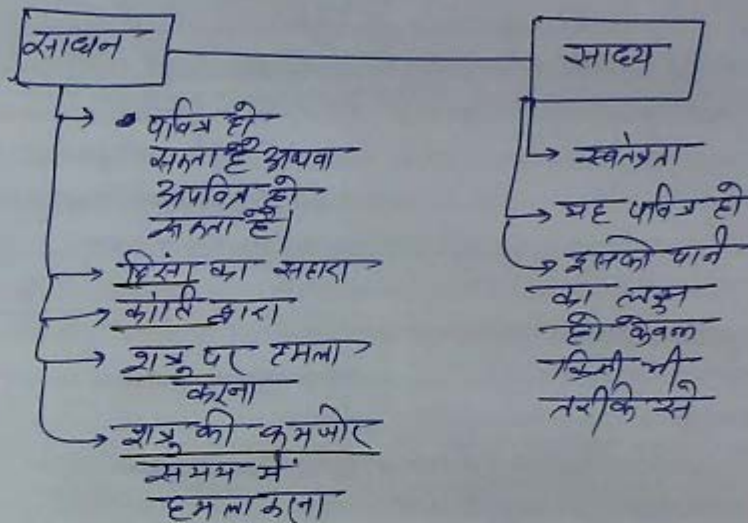 साधन
साध्य
पवित्र हो
सकता है अथवा
अपवित्र हो
सकता है।
हिंसा का सहारा
क्रांति द्वारा
शत्रु पर हमला
करना
शत्रु की कमजोर
समय में
हमला करना
स्वतंत्रता
यह पवित्र हो
इसको पाने
का लक्ष्य
हो केवल
किसी भी
तरीके से